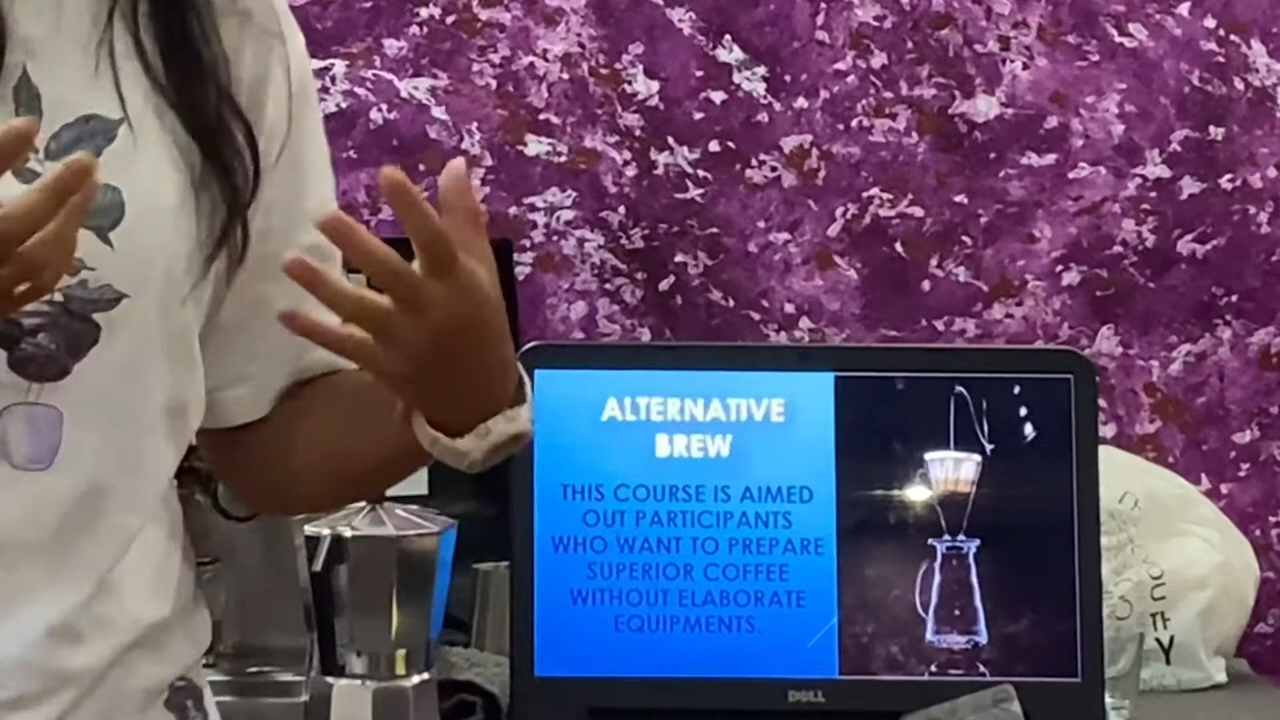 ALTERNATIVE
BREW
THIS COURSE IS AIMED
OUT PARTICIPANTS
WHO WANT TO PREPARE
SUPERIOR COFFEE
WITHOUT ELABORATE
EQUIPMENTS.
DELL